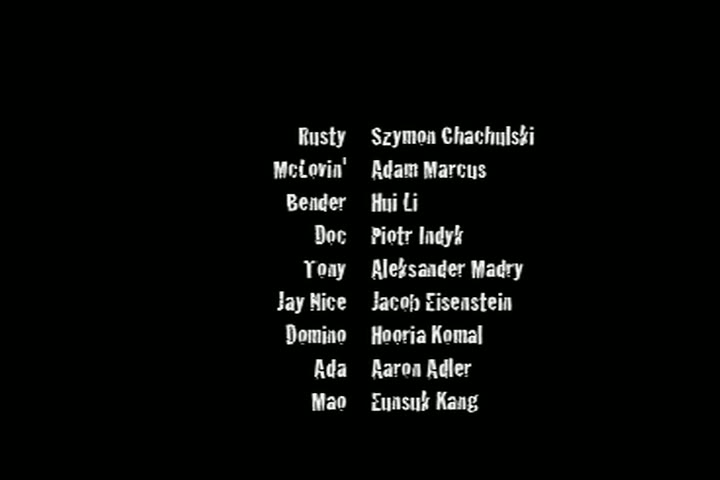 Rusty Szymon Chachulski
McLovin' Adam Marcus
Bender Hui Li
Doc Piotr Indyk
Tony Aleksander Madry
Jay Nice Jacob Eisenstein
Domino Hooria Komal
Ada Aaron Adler
Mao Eunsuk Kang